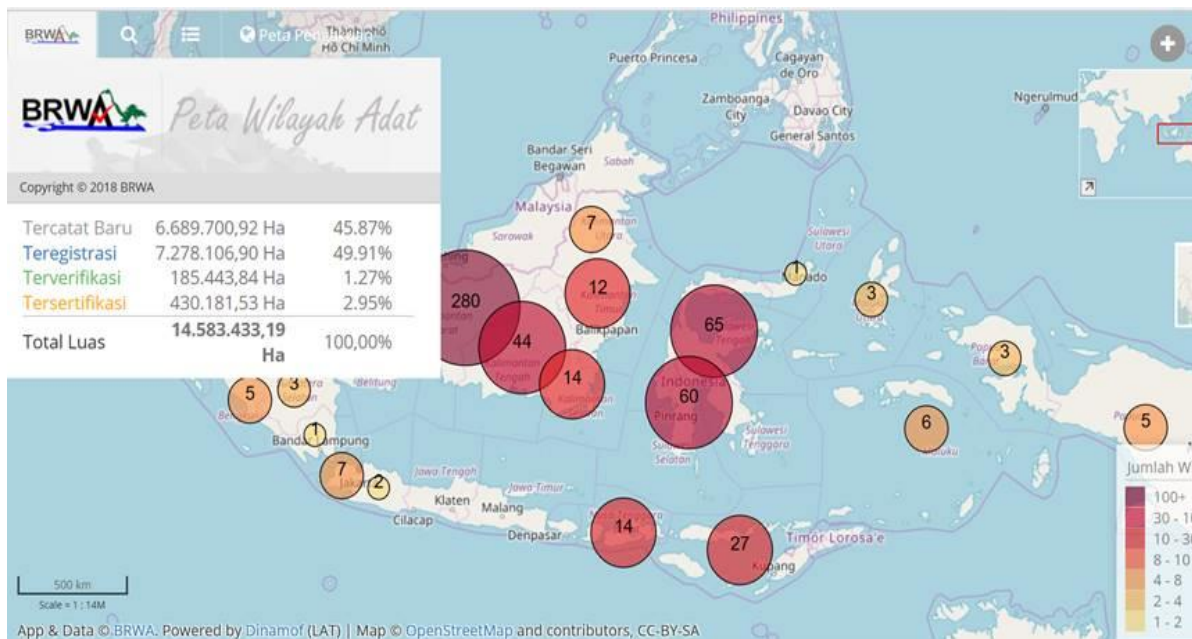 BRWA
Peta Pe
Thành phố
Hồ Chí Minh
BRWA Peta Wilayah Adat
Copyright © 2018 BRWA
Tercatat Baru 6.689.700,92 Ha 45.87%
Teregistrasi 7.278.106,90 Ha 49.91%
Terverifikasi 185.443,84 Ha 1.27%
Tersertifikasi 430.181,53 Ha 2.95%
Total Luas 14.583.433,19 100,00%
Ha
Philippines
Puerto Princesa
Cagayan
de Oro
Zamboanga
City
Davao City
General Santos
Ngerulmud
Bandar Seri
Begawan
Sabah
Malaysia
Sarawak
7
Sulawesi
Utara
280
12
1
3
Balikpapan
65
44
14
Indonesia
60
Pinrang
Sulawesi
Tenggara
Sulawesi
Selatan
3
6
5
5
3
Belitung
1
Bandar Lampung
7
2
Jawa Tengah
Jawa Timur
Klaten
Malang
Cilacap
Denpasar
14
27
Kupang
Timor Lorosa'e
Jumlah W
100+
30 - 1
10 - 30
8 - 10
4 - 8
2 - 4
1 - 2
500 km
Scale = 1 : 14M
App & Data © BRWA. Powered by Dinamof (LAT) | Map © OpenStreetMap and contributors, CC-BY-SA